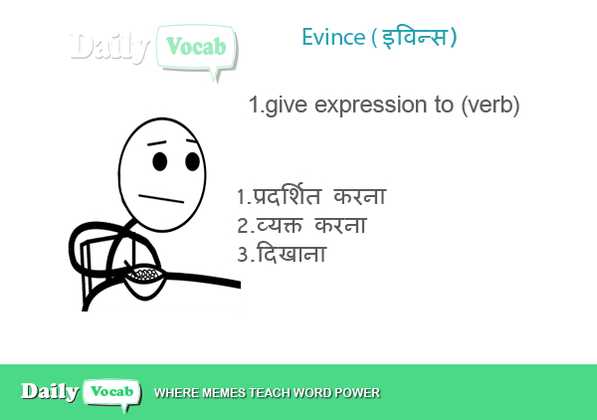 Daily Vocab
Evince ( इविन्स)
1.give expression to (verb)
1.प्रदर्शित करना
2.व्यक्त करना
3.दिखाना
Daily Vocab WHERE MEMES TEACH WORD POWER